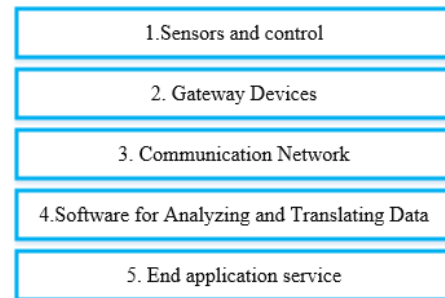 1.Sensors and control
2. Gateway Devices
3. Communication Network
4.Software for Analyzing and Translating Data
5. End application service